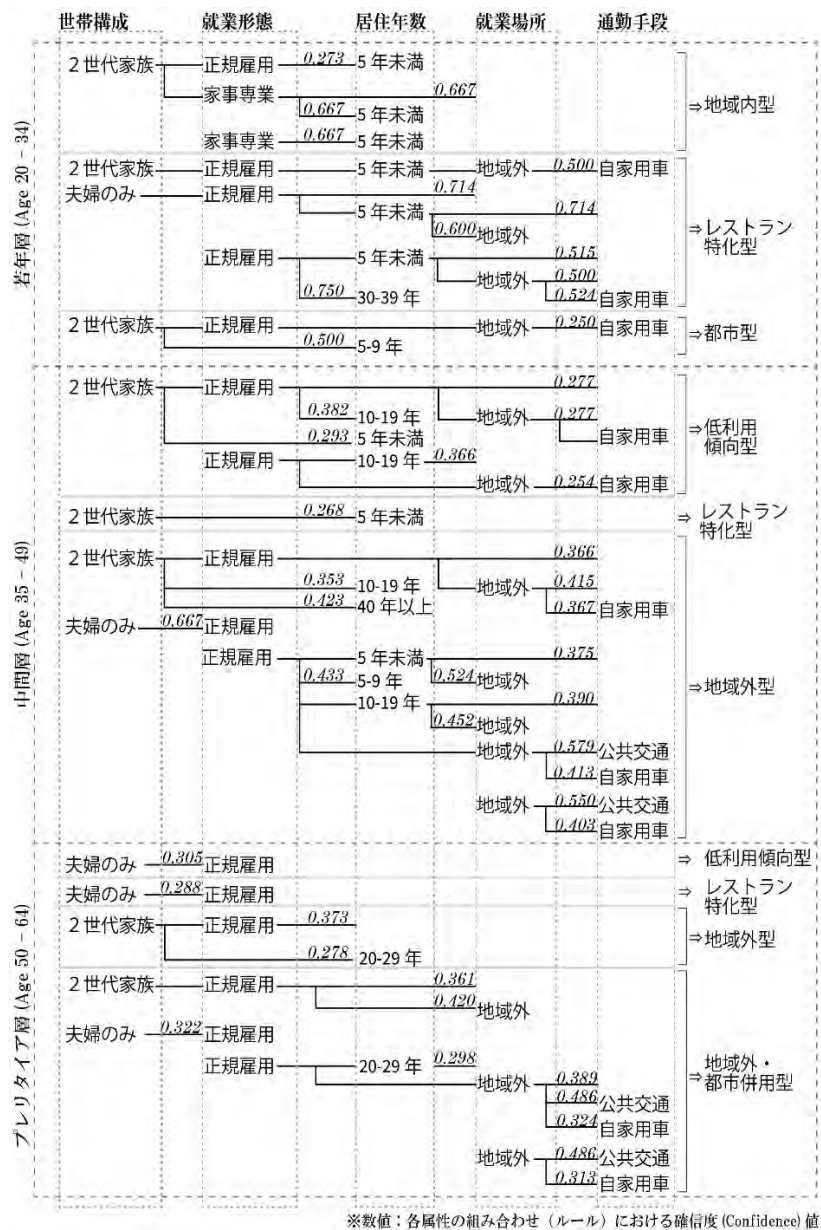 世帯構成 就業形態 居住年数 就業場所 通勤手段
若年層 (Age 20 - 34)
2世代家族 正規雇用 0.273 5年未満
家事専業 0.667
0.667 5年未満
⇒地域内型
家事専業 0.667 5年未満
2世代家族 正規雇用 5年未満 地域外 0.500 自家用車
夫婦のみ 正規雇用 0.714
5年未満 0.714
0.600 地域外
⇒レストラン
特化型
正規雇用 5年未満 0.515
地域外 0.500
0.750 30-39年 0.524 自家用車
2世代家族 正規雇用 地域外 0.250 自家用車
0.500 5-9年
⇒都市型
中間層 (Age 35 - 49)
2世代家族 正規雇用 0.277
0.382 10-19年 地域外 0.277
0.293 5年未満 自家用車
⇒低利用
傾向型
正規雇用 10-19年 0.366
地域外 0.254 自家用車
2世代家族 0.268 5年未満
⇒ レストラン
特化型
2世代家族 正規雇用 0.366
0.353 10-19年 地域外 0.415
0.423 40年以上 0.367 自家用車
夫婦のみ 0.667 正規雇用
正規雇用 5年未満 0.375
0.433 5-9年 0.524 地域外
⇒地域外型
10-19年 0.390
0.452 地域外
地域外 0.579 公共交通
0.413 自家用車
地域外 0.550 公共交通
0.403 自家用車
プレリタイア層 (Age 50 - 64)
夫婦のみ 0.305 正規雇用 ⇒ 低利用傾向型
夫婦のみ 0.288 正規雇用 ⇒ レストラン
特化型
2世代家族 正規雇用 0.373
⇒地域外型
0.278 20-29年
2世代家族 正規雇用 0.361
0.420 地域外
夫婦のみ 0.322 正規雇用
正規雇用 20-29年 0.298
⇒地域外・
都市併用型
地域外 0.389
0.486 公共交通
0.324 自家用車
地域外 0.486 公共交通
0.313 自家用車
※数値:各属性の組み合わせ(ルール)における確信度(Confidence)値